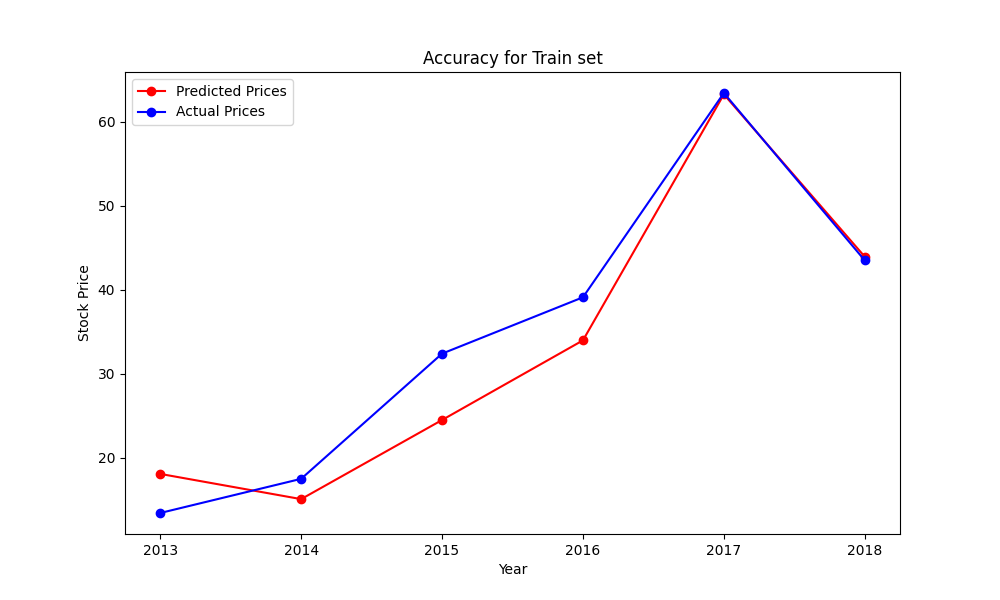 Accuracy for Train set
Predicted Prices
Actual Prices
60
50
40
30
20
Stock Price
2013 2014 2015 2016 2017 2018
Year